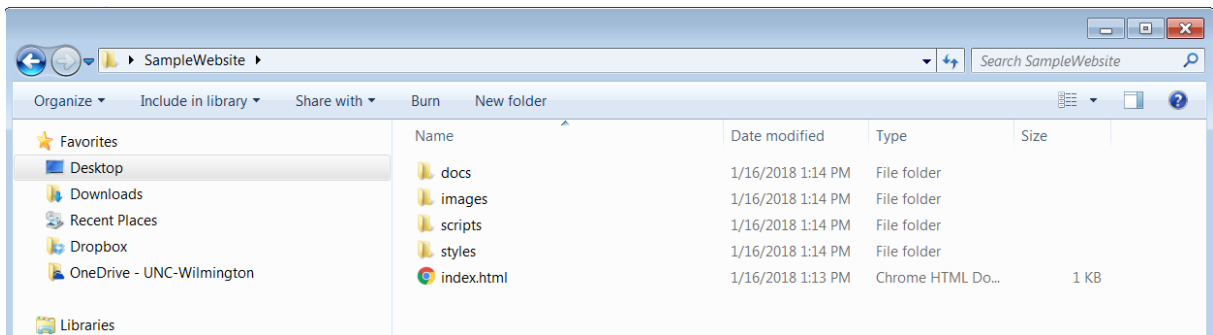 SampleWebsite
Search SampleWebsite
Organize Include in library Share with Burn New folder
Favorites
Desktop
Downloads
Recent Places
Dropbox
OneDrive - UNC-Wilmington
Libraries
Name Date modified Type Size
docs 1/16/2018 1:14 PM File folder
images 1/16/2018 1:14 PM File folder
scripts 1/16/2018 1:14 PM File folder
styles 1/16/2018 1:14 PM File folder
index.html 1/16/2018 1:13 PM Chrome HTML Do... 1 KB